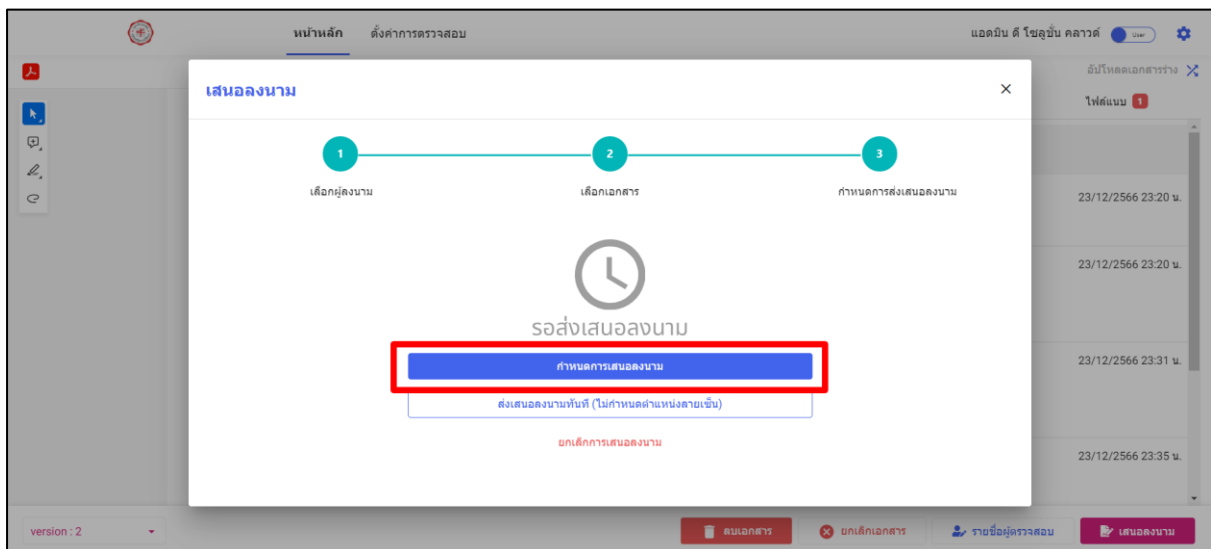 หน้าหลัก ตั้งค่าการตรวจสอบ แอดมิน ดี โซลูชั่น คลาวด์ User
อัปโหลดเอกสารร่าง
เสนอลงนาม
ไฟล์แนบ 1
1 2 3
เลือกผู้ลงนาม เลือกเอกสาร กำหนดการส่งเสนอลงนาม
23/12/2566 23:20 น.
23/12/2566 23:20 น.
รอส่งเสนอลงนาม
กำหนดการเสนอลงนาม
23/12/2566 23:31 น.
ส่งเสนอลงนามทันที (ไม่กำหนดตำแหน่งลายเซ็น)
ยกเลิกการเสนอลงนาม
23/12/2566 23:35 น.
version : 2 ลบเอกสาร ยกเลิกเอกสาร รายชื่อผู้ตรวจสอบ เสนอลงนาม